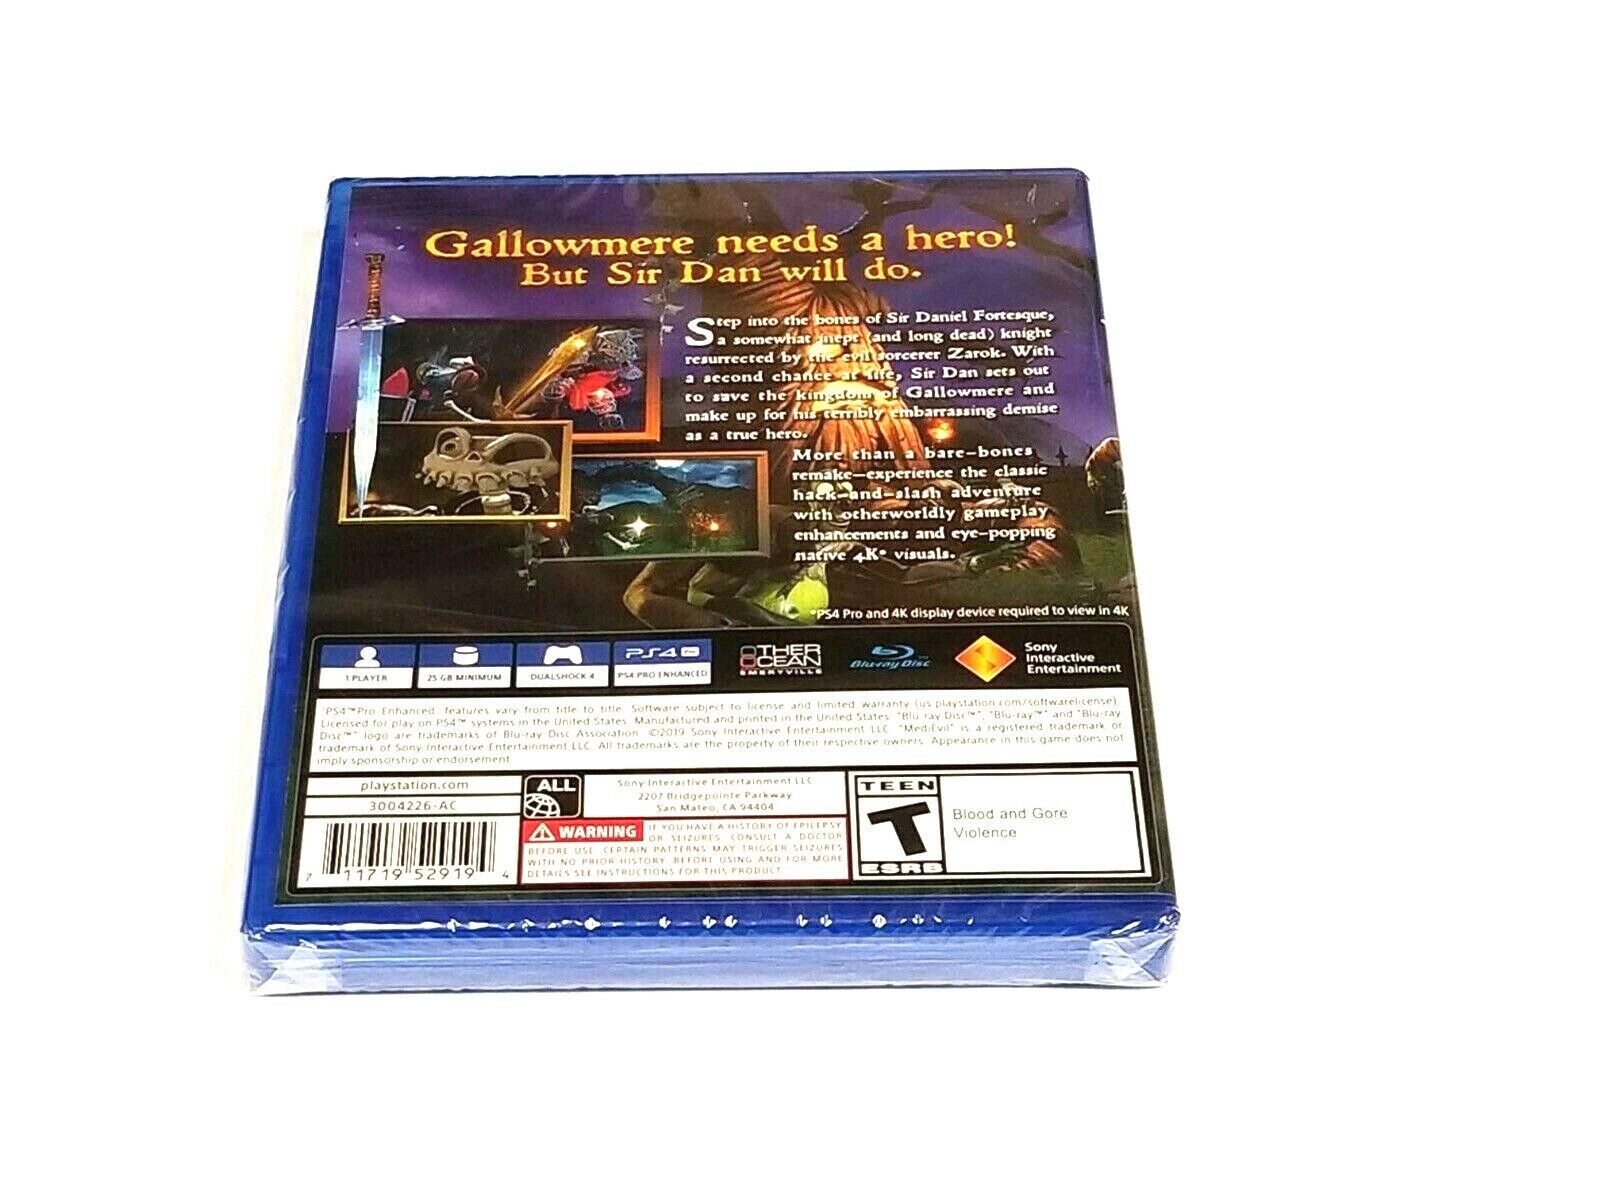 Gallowmere needs a hero!
But Sir Dan will do.
Step into the bones of Sir Daniel Fortesque,
a somewhat inept (and long dead) knight
resurrected by the evil sorcerer Zarok. With
a second chance at life, Sir Dan sets out
to save the kingdom of Gallowmere and
make up for his terribly embarrassing demise
as a true hero.
More than a bare-bones
remake-experience the classic
hack-and-slash adventure
with otherworldly gameplay
enhancements and eye-popping
native 4K* visuals.
*PS4 Pro and 4K display device required to view in 4K
1 PLAYER
25 GB MINIMUM
DUALSHOCK 4
PS4 PRO
PS4 PRO ENHANCED
OTHER
OCEAN
EMERYVILLE
Blu-ray Disc™
Sony
Interactive
Entertainment
"PS4™Pro Enhanced" features vary from title to title. Software subject to license and limited warranty (us.playstation.com/softwarelicense).
Licensed for play on PS4™ systems in the United States. Manufactured and printed in the United States. "Blu-ray Disc™", "Blu-ray™" and "Blu-ray
Disc™" logo are trademarks of Blu-ray Disc Association. ©2019 Sony Interactive Entertainment LLC. "MediEvil" is a registered trademark or
trademark of Sony Interactive Entertainment LLC. All trademarks are the property of their respective owners. Appearance in this game does not
imply sponsorship or endorsement.
playstation.com
3004226-AC
7 11719 52919 4
ALL
Sony Interactive Entertainment LLC
2207 Bridgepointe Parkway
San Mateo, CA 94404
WARNING IF YOU HAVE A HISTORY OF EPILEPSY
OR SEIZURES, CONSULT A DOCTOR
BEFORE USE. CERTAIN PATTERNS MAY TRIGGER SEIZURES
WITH NO PRIOR HISTORY. BEFORE USING AND FOR MORE
DETAILS SEE INSTRUCTIONS FOR THIS PRODUCT.
TEEN
T
ESRB
Blood and Gore
Violence